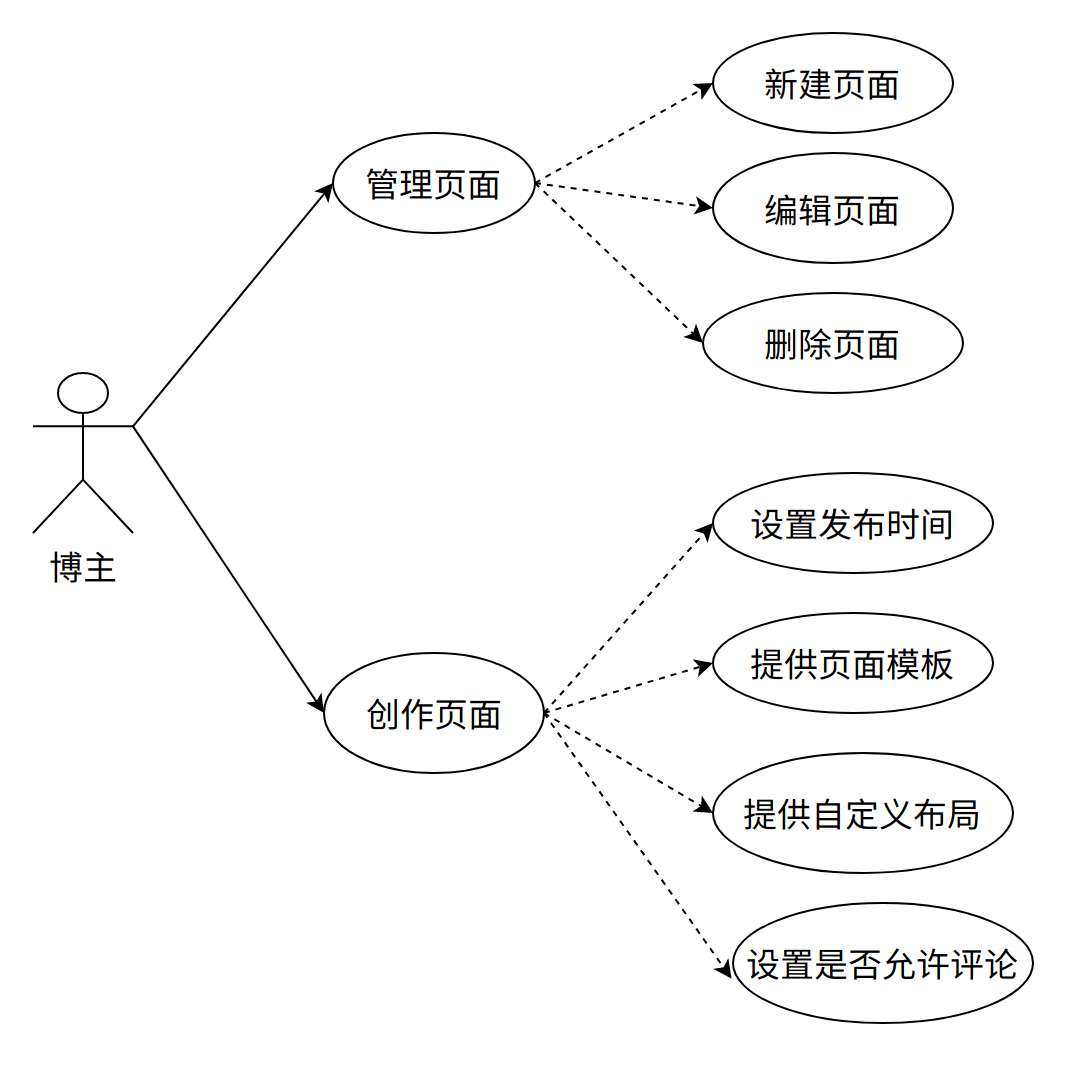 新建页面
管理页面
编辑页面
删除页面
博主
设置发布时间
提供页面模板
创作页面
提供自定义布局
设置是否允许评论